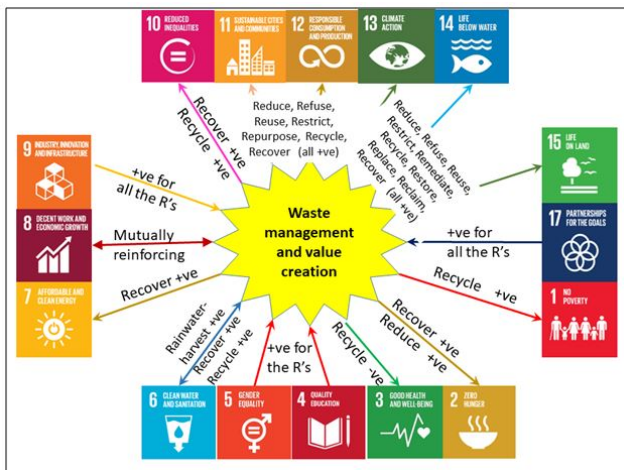 10 REDUCED
INEQUALITIES
11 SUSTAINABLE CITIES
AND COMMUNITIES
12 RESPONSIBLE
CONSUMPTION
AND PRODUCTION
13 CLIMATE
ACTION
14 LIFE
BELOW WATER
Recover +ve
Recycle +ve
Reduce, Refuse,
Reuse, Restrict,
Repurpose, Recycle,
Recover (all +ve)
Reduce, Refuse, Reuse,
Restrict, Remediate,
Recycle, Restore,
Replace, Reclaim,
Recover (all +ve)
9 INDUSTRY, INNOVATION
AND INFRASTRUCTURE
+ve for
all the R's
15 LIFE
ON LAND
8 DECENT WORK AND
ECONOMIC GROWTH
Mutually
reinforcing
Waste
management
and value
creation
+ve for
all the R's
17 PARTNERSHIPS
FOR THE GOALS
7 AFFORDABLE AND
CLEAN ENERGY
Recover +ve
Recycle +ve
1 NO
POVERTY
Rainwater-
harvest +ve
Recover +ve
Recycle +ve
+ve for
the R's
Recycle -ve
Recover +ve
Reduce +ve
6 CLEAN WATER
AND SANITATION
5 GENDER
EQUALITY
4 QUALITY
EDUCATION
3 GOOD HEALTH
AND WELL-BEING
2 ZERO
HUNGER